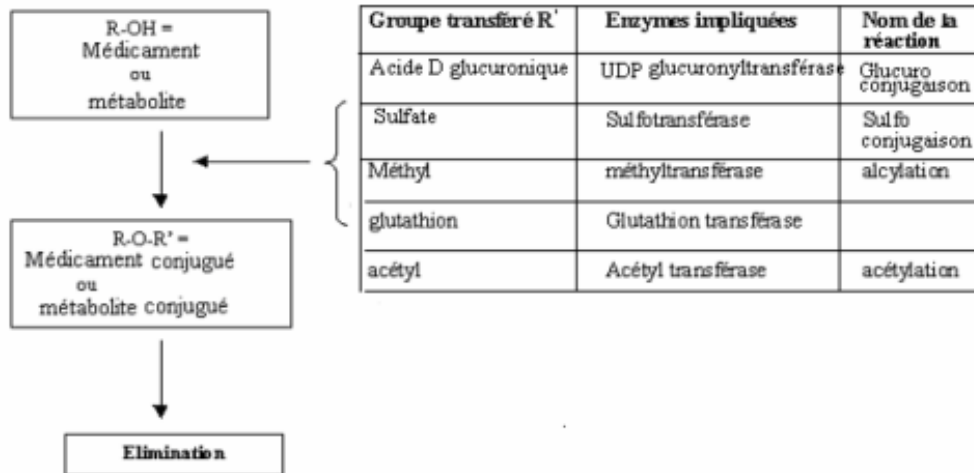 R-OH =
Médicament
ou
métabolite
R-O-R' =
Médicament conjugué
ou
métabolite conjugué
Elimination
Groupe transféré R' Enzymes impliquées Nom de la
réaction
Acide D glucuronique UDP glucuronyltransférase Glucuro
conjugaison
Sulfate Sulfotransférase Sulfo
conjugaison
Méthyl méthyltransférase alcylation
glutathion Glutathion transférase
acétyl Acétyl transférase acétylation